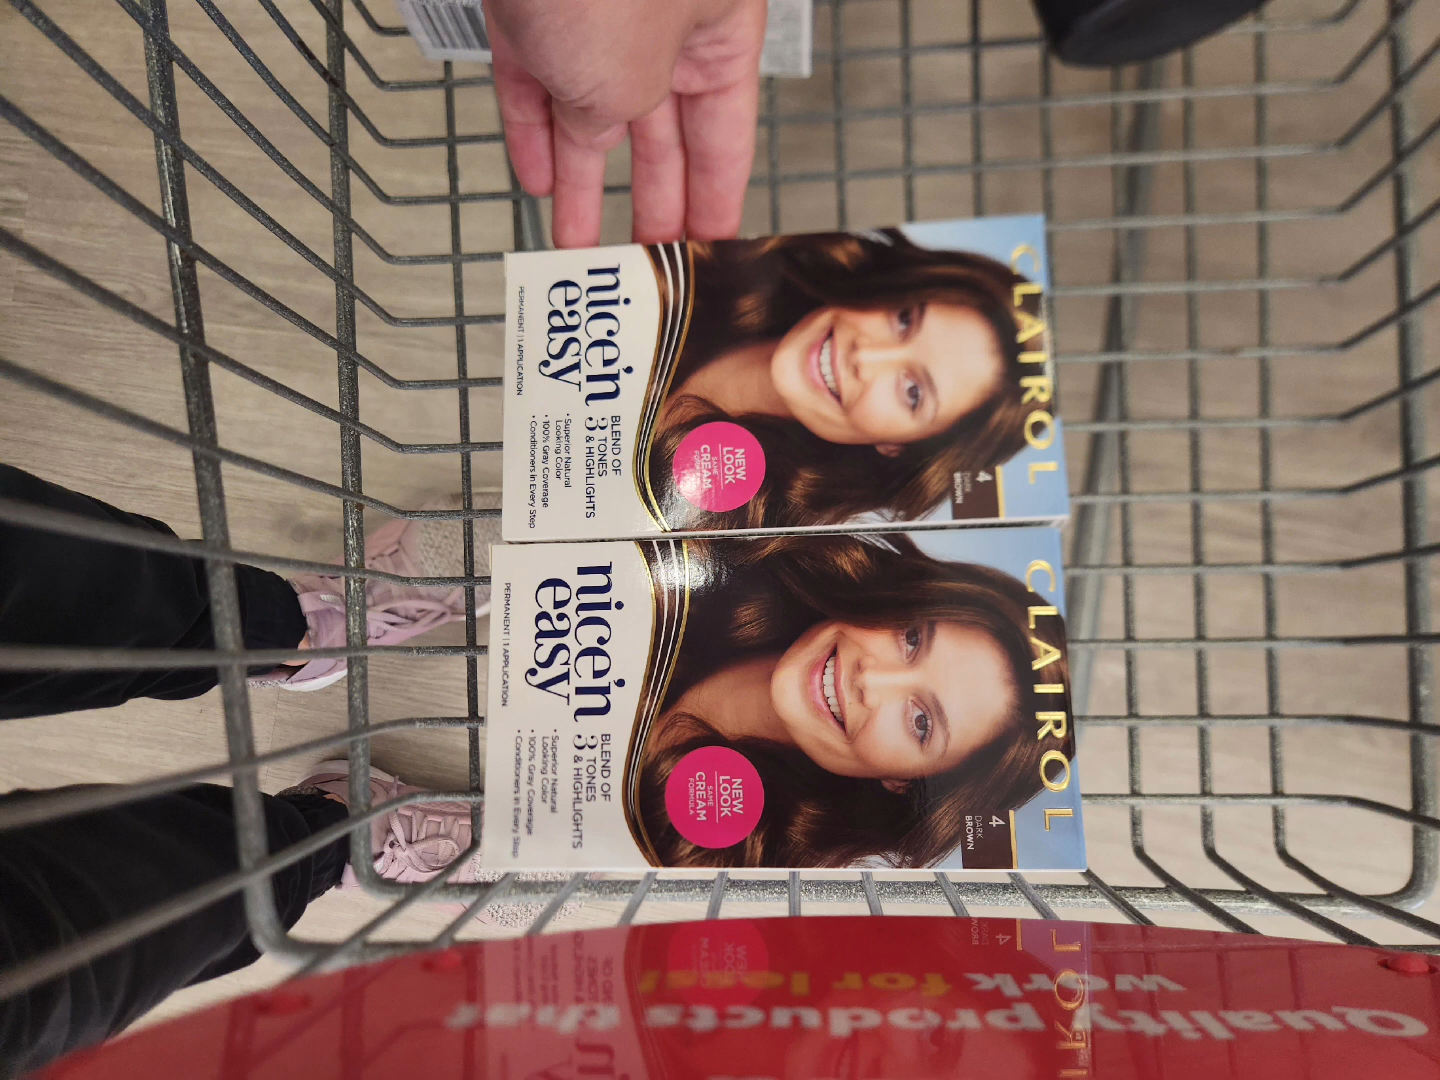 CLAIROL
4
DARK
BROWN
NEW
LOOK
SAME
CREAM
FORMULA
nice'n
easy
BLEND OF
3 TONES
& HIGHLIGHTS
• Superior Natural
Looking Color
• 100% Gray Coverage
• Conditioners in Every Step
PERMANENT | 1 APPLICATION
CLAIROL
4
DARK
BROWN
NEW
LOOK
SAME
CREAM
FORMULA
nice'n
easy
BLEND OF
3 TONES
& HIGHLIGHTS
• Superior Natural
Looking Color
• 100% Gray Coverage
• Conditioners in Every Step
PERMANENT | 1 APPLICATION
Quality products that
work for less!